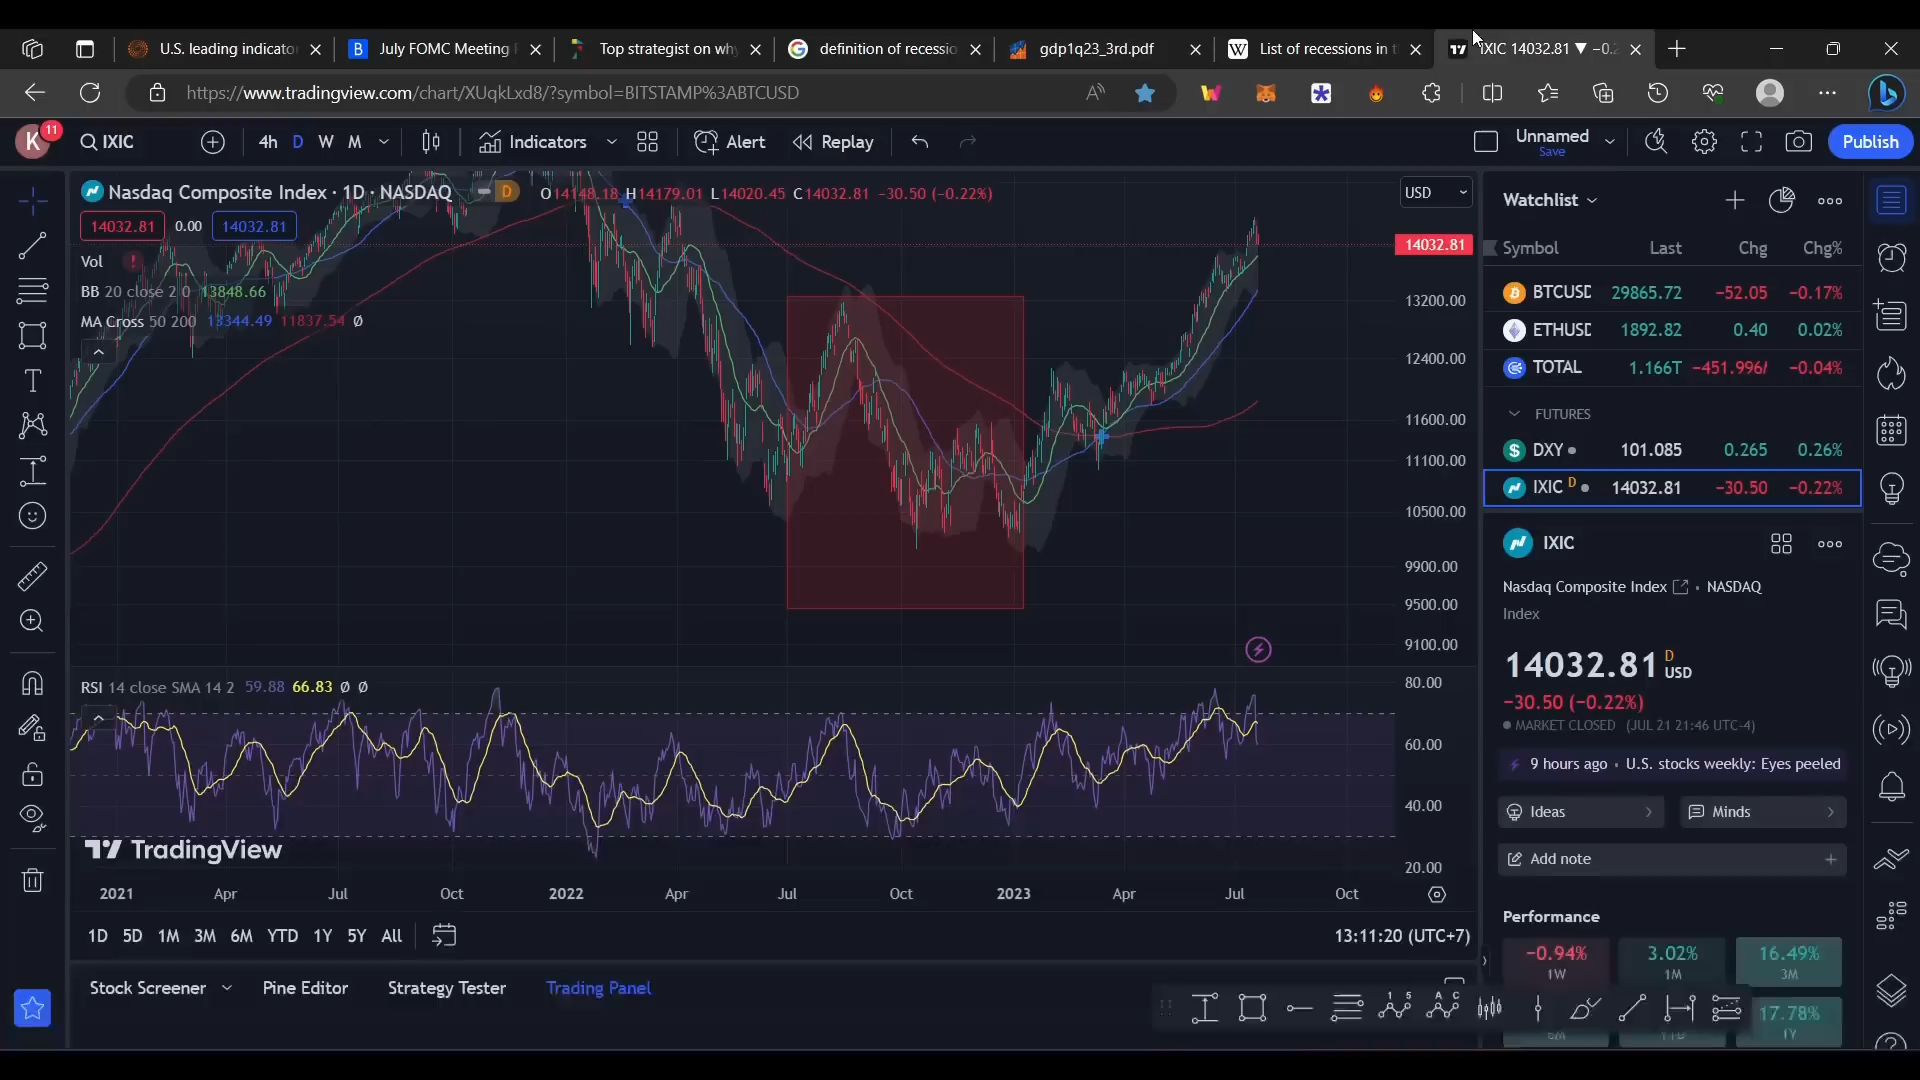 U.S. leading indicator
July FOMC Meeting
Top strategist on why
definition of recessio
gdp1q23_3rd.pdf
List of recessions in t
IXIC 14032.81 ▼ −0.2
https://www.tradingview.com/chart/XUqkLxd8/?symbol=BITSTAMP%3ABTCUSD
K
11
IXIC
4h D W M
Indicators
Alert
Replay
Unnamed
Save
Publish
Nasdaq Composite Index · 1D · NASDAQ
D
O14148.18 H14179.01 L14020.45 C14032.81 −30.50 (−0.22%)
14032.81 0.00 14032.81
Vol
BB 20 close 2 0 13848.66
MA Cross 50 200 13344.49 11837.54 Ø
USD
14032.81
13200.00
12400.00
11600.00
11100.00
10500.00
9900.00
9500.00
9100.00
RSI 14 close SMA 14 2 59.88 66.83 Ø Ø
80.00
60.00
40.00
20.00
TradingView
2021 Apr Jul Oct 2022 Apr Jul Oct 2023 Apr Jul Oct
1D 5D 1M 3M 6M YTD 1Y 5Y All
13:11:20 (UTC+7)
Stock Screener
Pine Editor
Strategy Tester
Trading Panel
Watchlist
Symbol Last Chg Chg%
BTCUSD 29865.72 −52.05 −0.17%
ETHUSD 1892.82 0.40 0.02%
TOTAL 1.166T −451.996 −0.04%
FUTURES
DXY 101.085 0.265 0.26%
IXIC D 14032.81 −30.50 −0.22%
IXIC
Nasdaq Composite Index · NASDAQ
Index
14032.81 D USD
−30.50 (−0.22%)
MARKET CLOSED (JUL 21 21:46 UTC-4)
9 hours ago · U.S. stocks weekly: Eyes peeled
Ideas
Minds
Add note
Performance
−0.94% 3.02% 16.49%
1W 1M 3M
17.78%
6M YTD 1Y